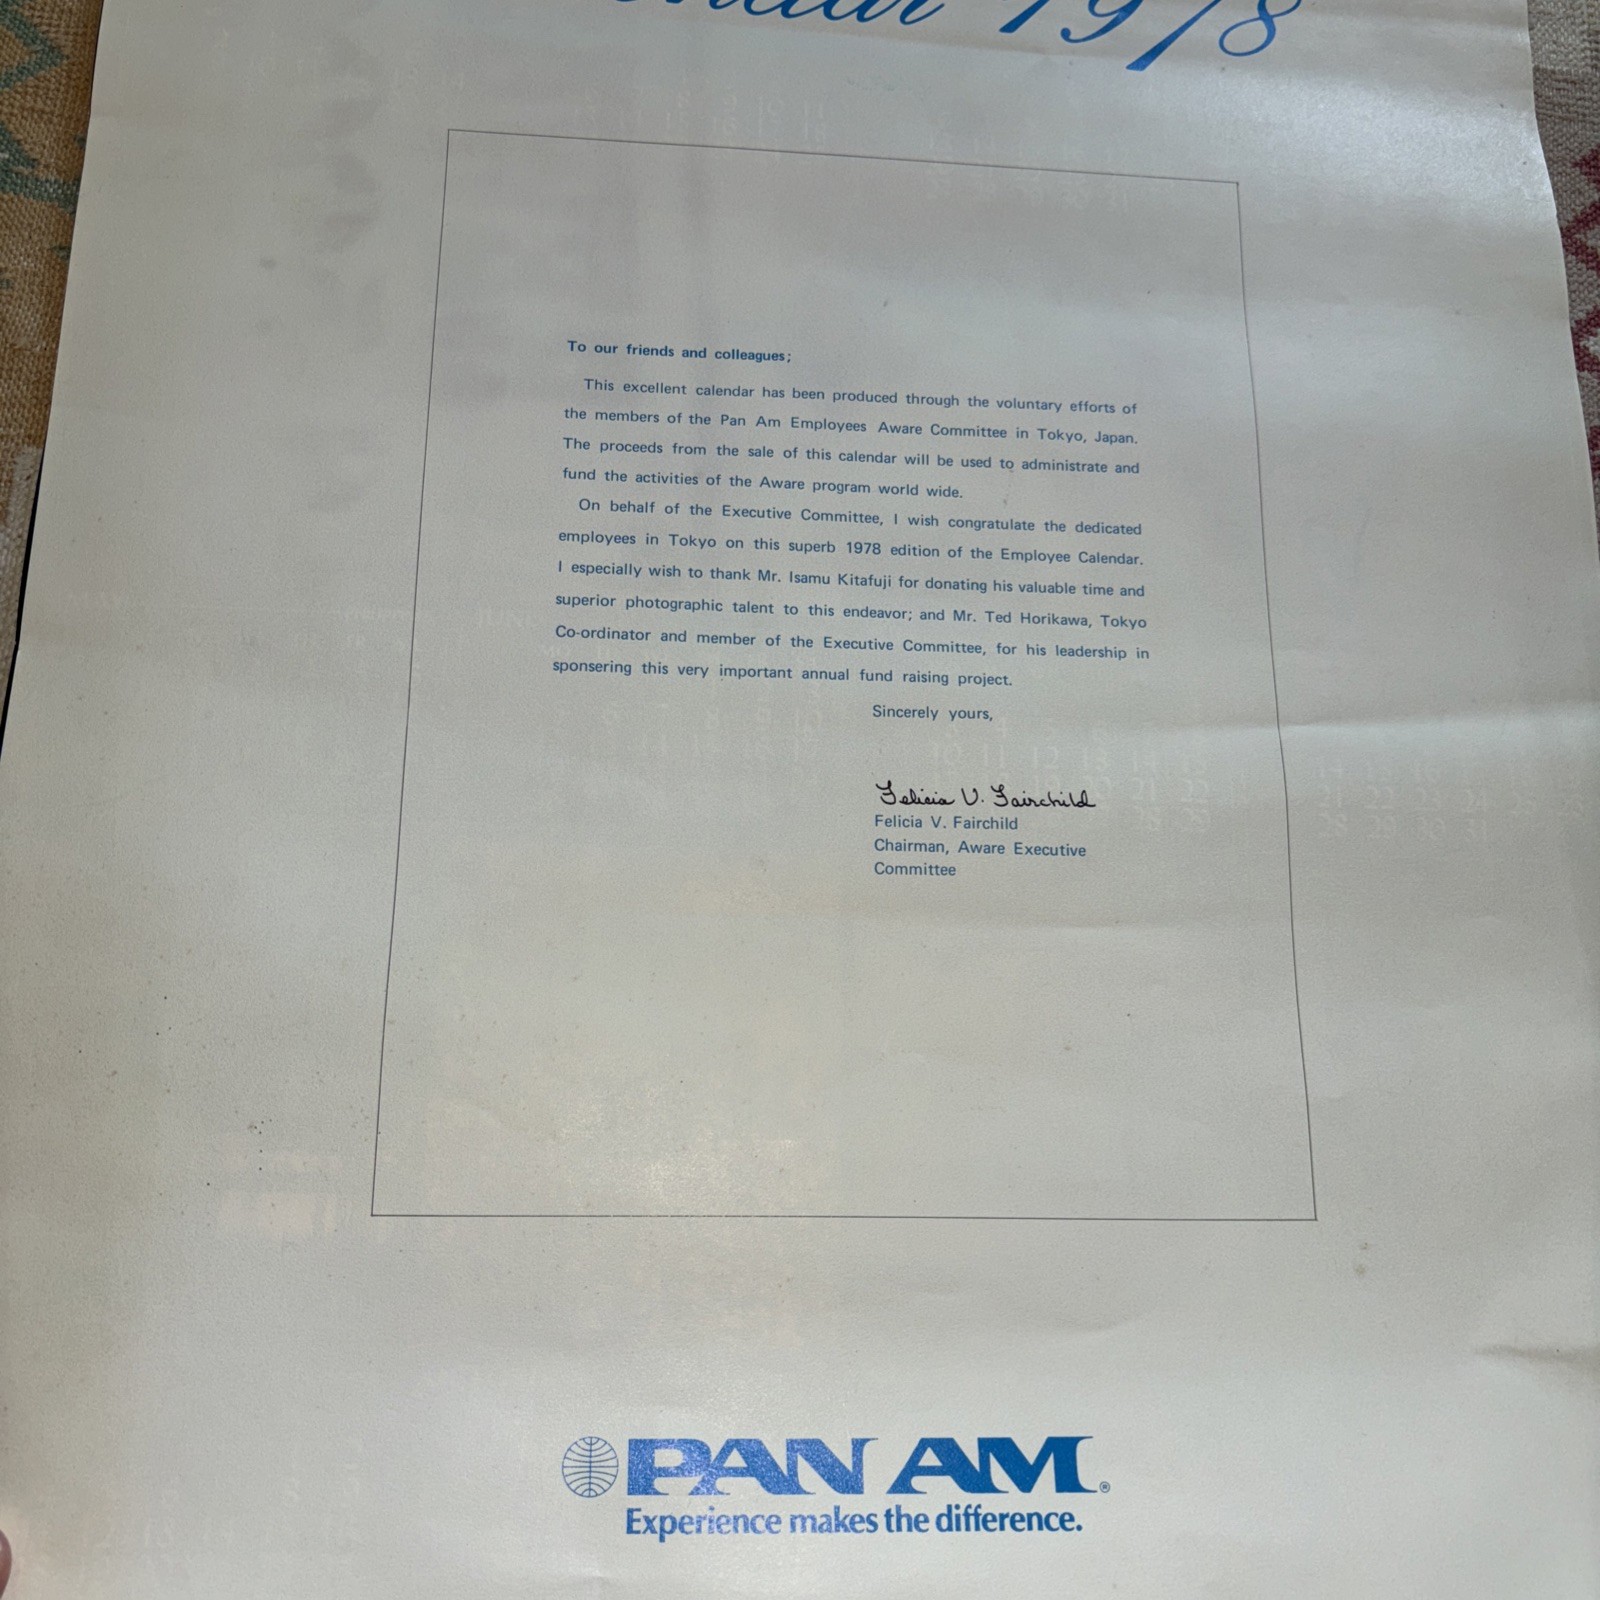 1978
To our friends and colleagues;
This excellent calendar has been produced through the voluntary efforts of
the members of the Pan Am Employees Aware Committee in Tokyo, Japan.
The proceeds from the sale of this calendar will be used to administrate and
fund the activities of the Aware program world wide.
On behalf of the Executive Committee, I wish congratulate the dedicated
employees in Tokyo on this superb 1978 edition of the Employee Calendar.
I especially wish to thank Mr. Isamu Kitafuji for donating his valuable time and
superior photographic talent to this endeavor; and Mr. Ted Horikawa, Tokyo
Co-ordinator and member of the Executive Committee, for his leadership in
sponsering this very important annual fund raising project.
Sincerely yours,
Felicia V. Fairchild
Felicia V. Fairchild
Chairman, Aware Executive
Committee
PAN AM.®
Experience makes the difference.